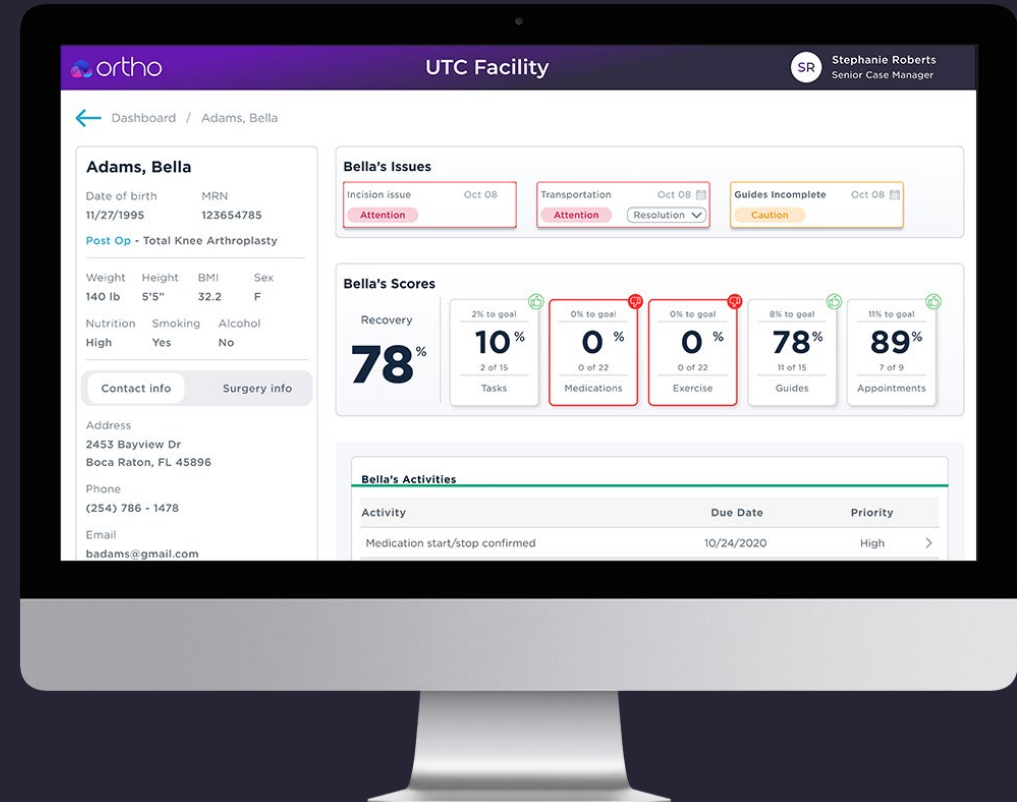 ortho
UTC Facility
SR
Stephanie Roberts
Senior Case Manager
Dashboard / Adams, Bella
Adams, Bella
Date of birth MRN
11/27/1995 123654785
Post Op - Total Knee Arthroplasty
Weight Height BMI Sex
140 lb 5'5" 32.2 F
Nutrition Smoking Alcohol
High Yes No
Contact info Surgery info
Address
2453 Bayview Dr
Boca Raton, FL 45896
Phone
(254) 786 - 1478
Email
badams@gmail.com
Bella's Issues
Incision issue Oct 08
Attention
Transportation Oct 08
Attention Resolution
Guides Incomplete Oct 08
Caution
Bella's Scores
Recovery
78%
2% to goal
10%
2 of 15
Tasks
0% to goal
0 %
0 of 22
Medications
0% to goal
0 %
0 of 22
Exercise
8% to goal
78%
11 of 15
Guides
11% to goal
89%
7 of 9
Appointments
Bella's Activities
Activity Due Date Priority
Medication start/stop confirmed 10/24/2020 High